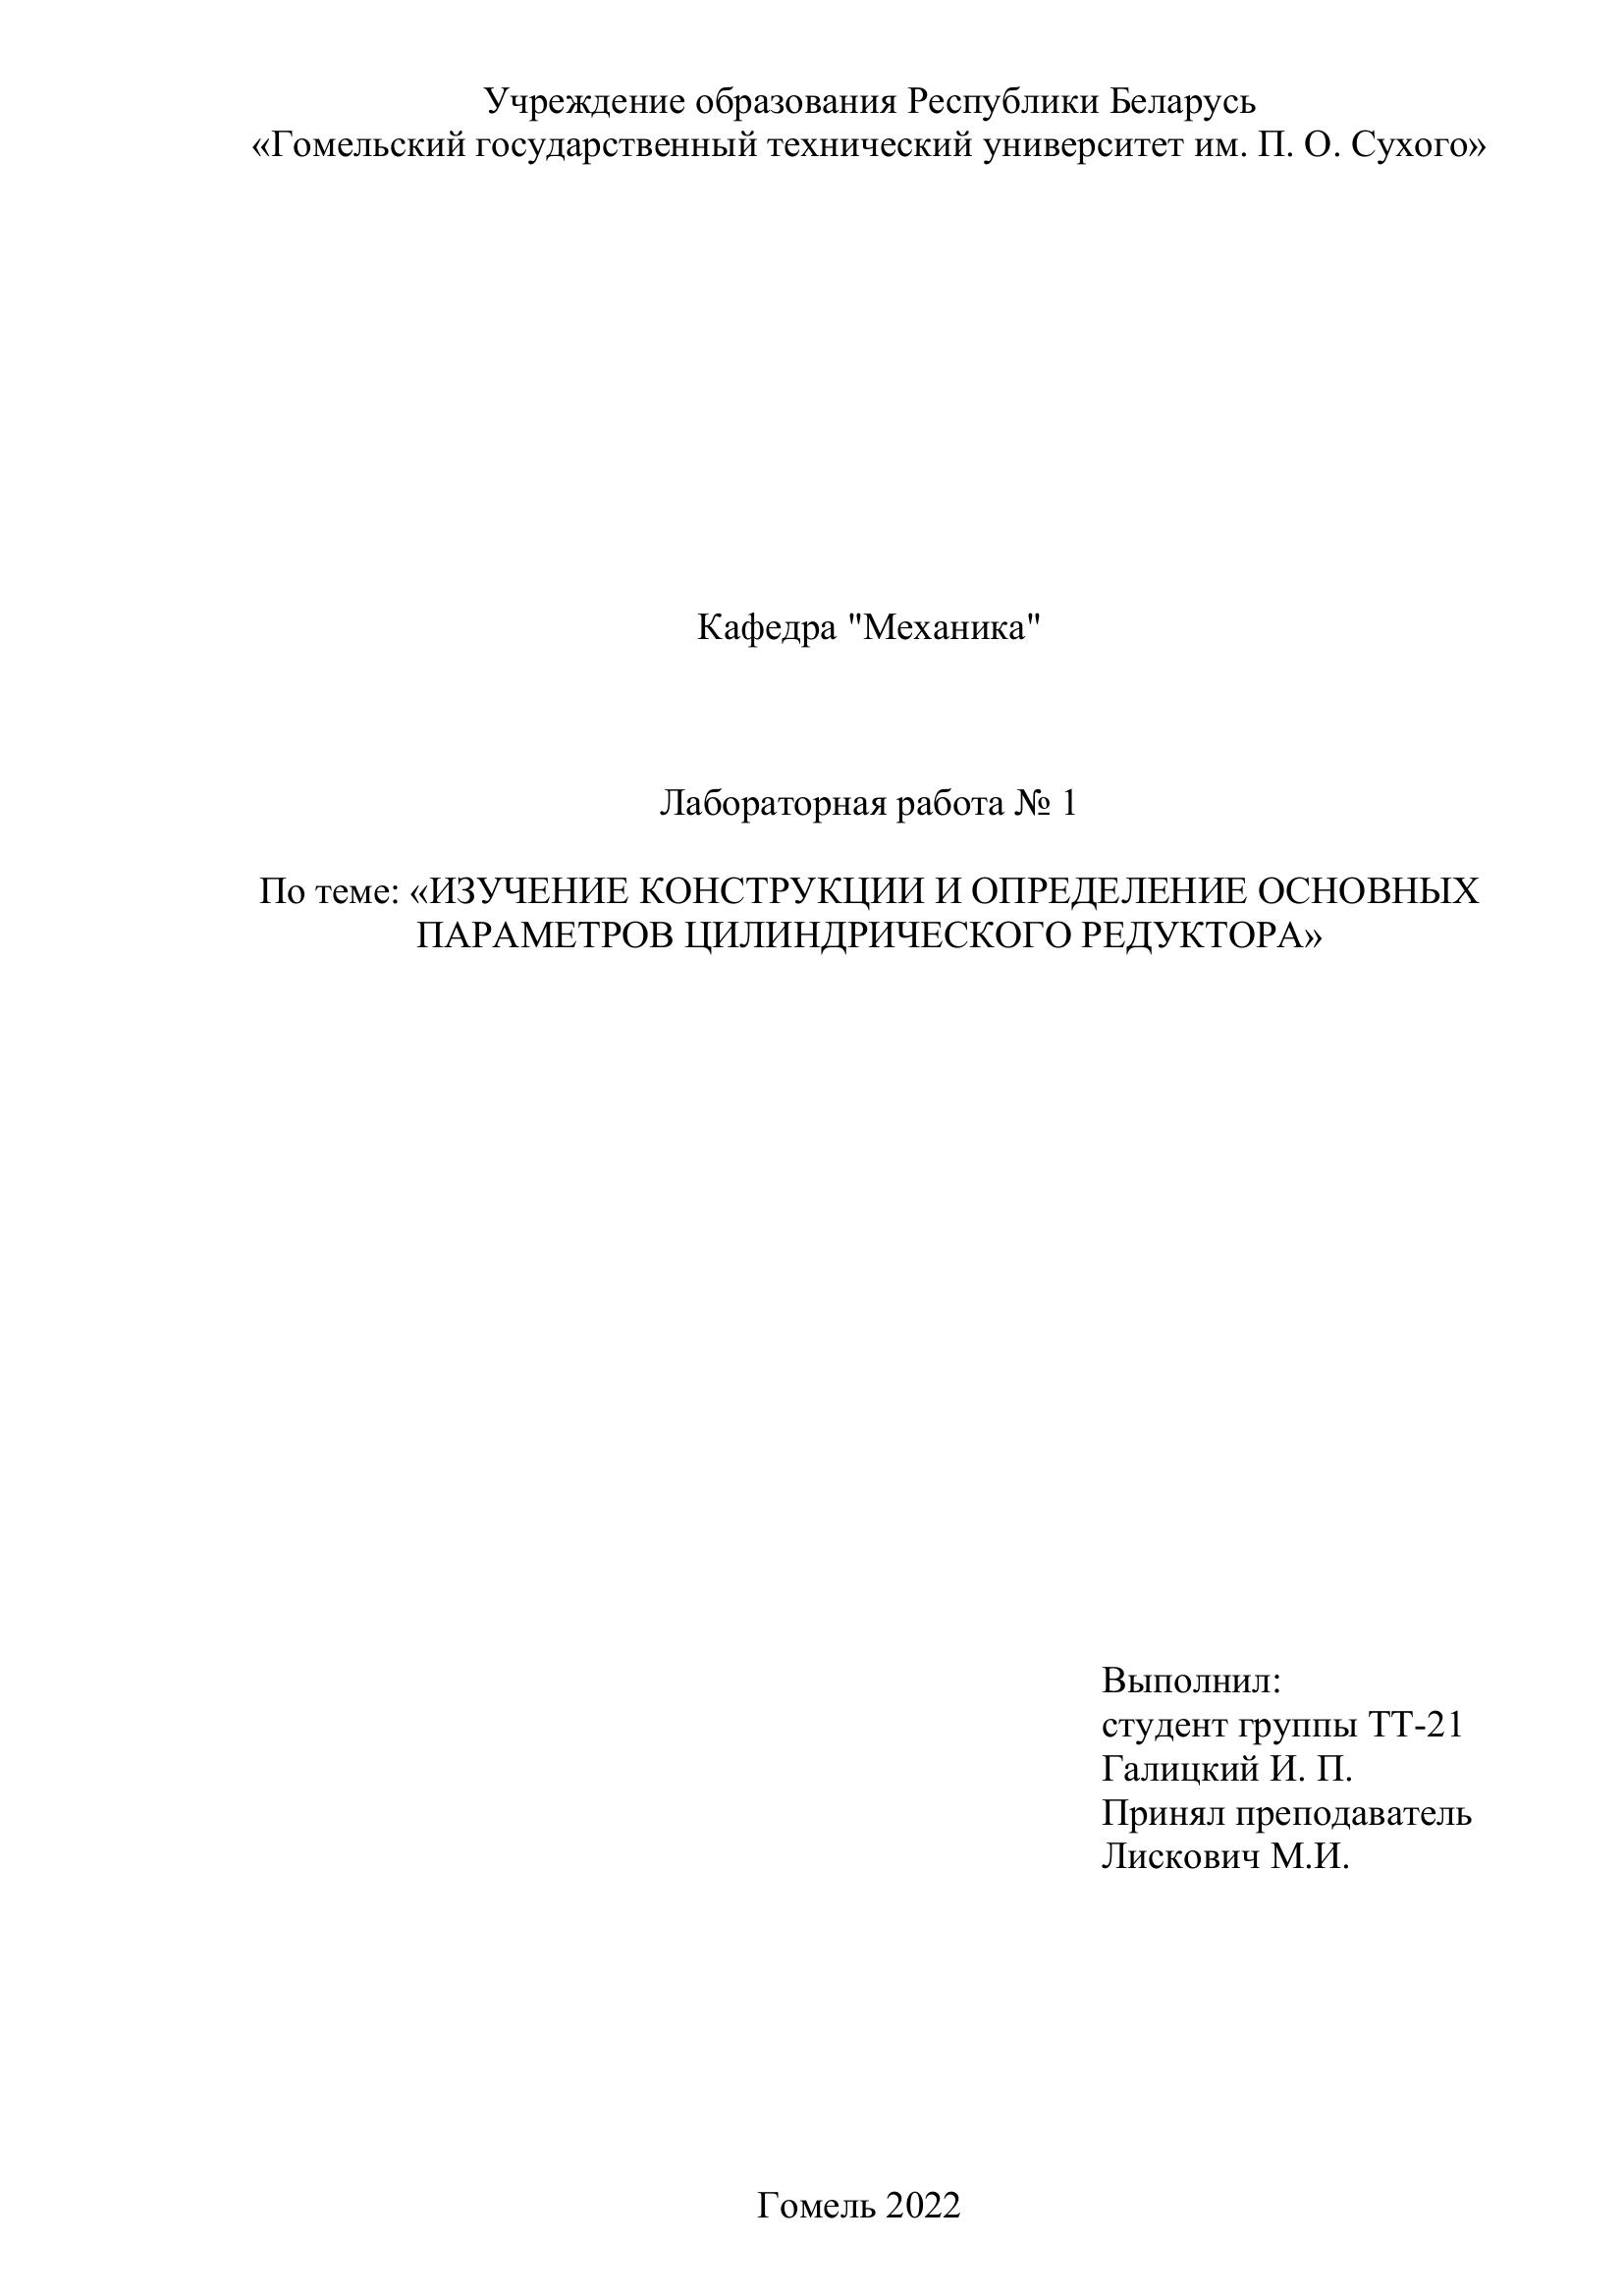 Учреждение образования Республики Беларусь
«Гомельский государственный технический университет им. П. О. Сухого»
Кафедра "Механика"
Лабораторная работа № 1
По теме: «ИЗУЧЕНИЕ КОНСТРУКЦИИ И ОПРЕДЕЛЕНИЕ ОСНОВНЫХ
ПАРАМЕТРОВ ЦИЛИНДРИЧЕСКОГО РЕДУКТОРА»
Выполнил:
студент группы ТТ-21
Галицкий И. П.
Принял преподаватель
Лискович М.И.
Гомель 2022